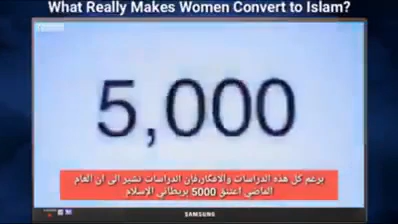 What Really Makes Women Convert to Islam?
5,000
برغم كل هذه الدراسات والافكار،فان الدراسات تشير الى ان العام
الماضي اعتنق 5000 بريطاني الإسلام
SAMSUNG